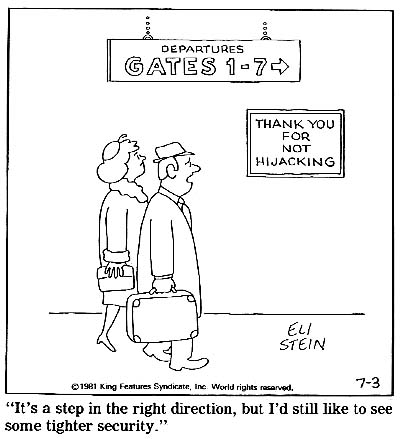 DEPARTURES
GATES 1-7→
THANK YOU
FOR
NOT
HIJACKING
ELI
STEIN
©1981 King Features Syndicate, Inc. World rights reserved.
7-3
"It's a step in the right direction, but I'd still like to see
some tighter security."